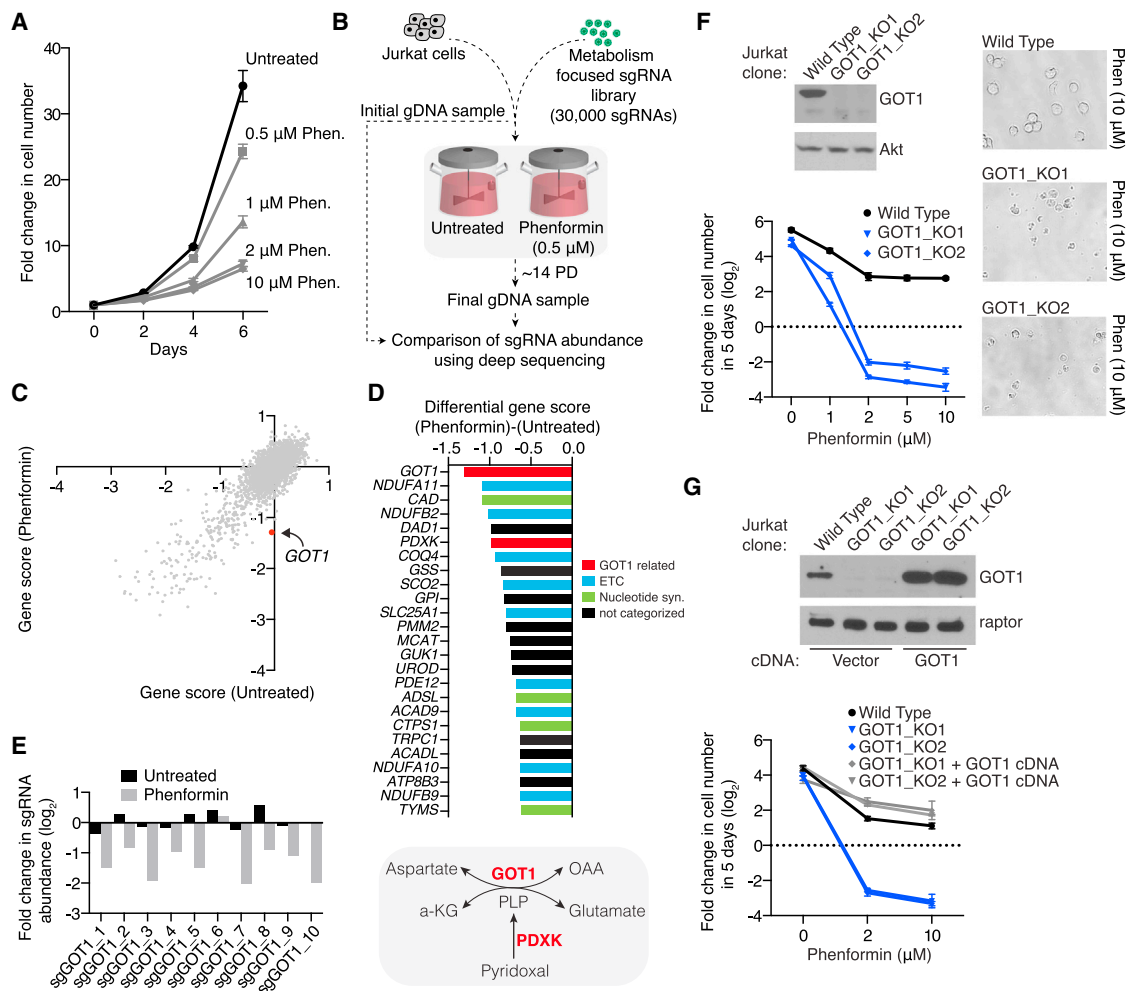 A
Fold change in cell number
40
30
20
10
0
0
2
4
6
Days
Untreated
0.5 µM Phen.
1 µM Phen.
2 µM Phen.
10 µM Phen.
B
Jurkat cells
Metabolism
focused sgRNA
library
(30,000 sgRNAs)
Initial gDNA sample
Untreated
Phenformin
(0.5 µM)
~14 PD
Final gDNA sample
Comparison of sgRNA abundance
using deep sequencing
C
Gene score (Phenformin)
1
-4
-3
-2
-1
1
-1
-2
-3
-4
GOT1
Gene score (Untreated)
D
Differential gene score
(Phenformin)-(Untreated)
-1.5
-1.0
-0.5
0.0
GOT1
NDUFA11
CAD
NDUFB2
DAD1
PDXK
COQ4
GSS
SCO2
GPI
SLC25A1
PMM2
MCAT
GUK1
UROD
PDE12
ADSL
ACAD9
CTPS1
TRPC1
ACADL
NDUFA10
ATP8B3
NDUFB9
TYMS
GOT1 related
ETC
Nucleotide syn.
not categorized
Aspartate
GOT1
OAA
a-KG
PLP
Glutamate
PDXK
Pyridoxal
E
Fold change in sgRNA
abundance (log2)
Untreated
Phenformin
1
0
-1
-2
-3
sgGOT1_1
sgGOT1_2
sgGOT1_3
sgGOT1_4
sgGOT1_5
sgGOT1_6
sgGOT1_7
sgGOT1_8
sgGOT1_9
sgGOT1_10
F
Jurkat
clone:
Wild Type
GOT1_KO1
GOT1_KO2
GOT1
Akt
Wild Type
Phen (10 µM)
GOT1_KO1
Phen (10 µM)
GOT1_KO2
Phen (10 µM)
Fold change in cell number
in 5 days (log2)
6
4
2
0
-2
-4
Wild Type
GOT1_KO1
GOT1_KO2
0
1
2
5
10
Phenformin (µM)
G
Jurkat
clone:
Wild Type
GOT1_KO1
GOT1_KO2
GOT1_KO1
GOT1_KO2
GOT1
raptor
cDNA:
Vector
GOT1
Fold change in cell number
in 5 days (log2)
6
4
2
0
-2
-4
Wild Type
GOT1_KO1
GOT1_KO2
GOT1_KO1 + GOT1 cDNA
GOT1_KO2 + GOT1 cDNA
0
2
10
Phenformin (µM)